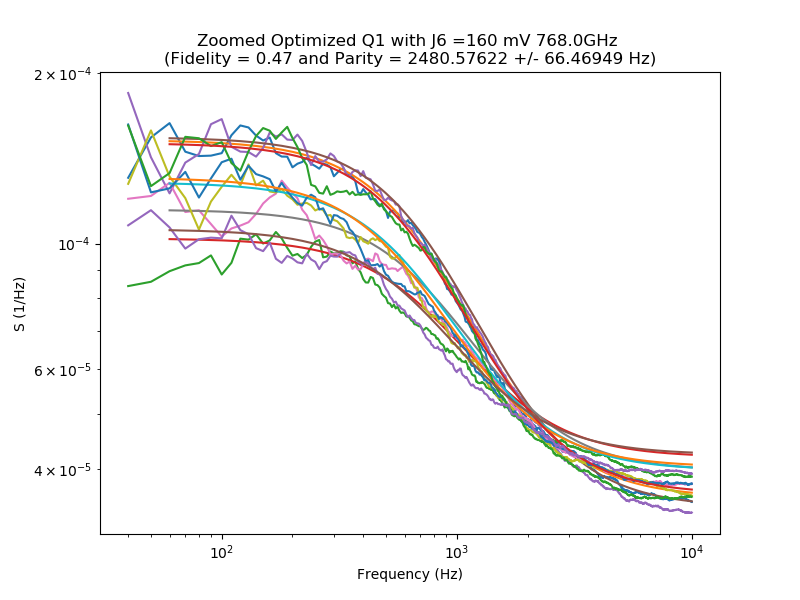 Zoomed Optimized Q1 with J6 =160 mV 768.0GHz
(Fidelity = 0.47 and Parity = 2480.57622 +/- 66.46949 Hz)
2 × 10⁻⁴
10⁻⁴
6 × 10⁻⁵
4 × 10⁻⁵
S (1/Hz)
10² 10³ 10⁴
Frequency (Hz)